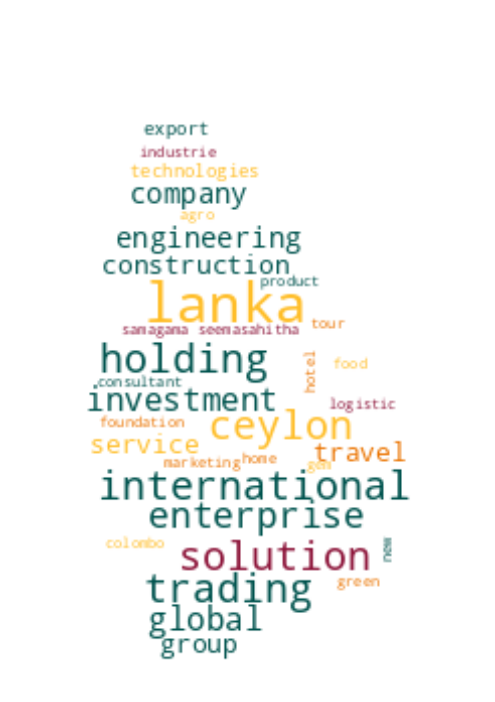 export
industrie
technologies
company
agro
engineering
construction
product
lanka
samagama seemasahitha tour
holding
hotel
food
consultant
investment
logistic
foundation
ceylon
service
travel
marketing
home
gem
international
enterprise
colombo
solution
new
trading
green
global
group